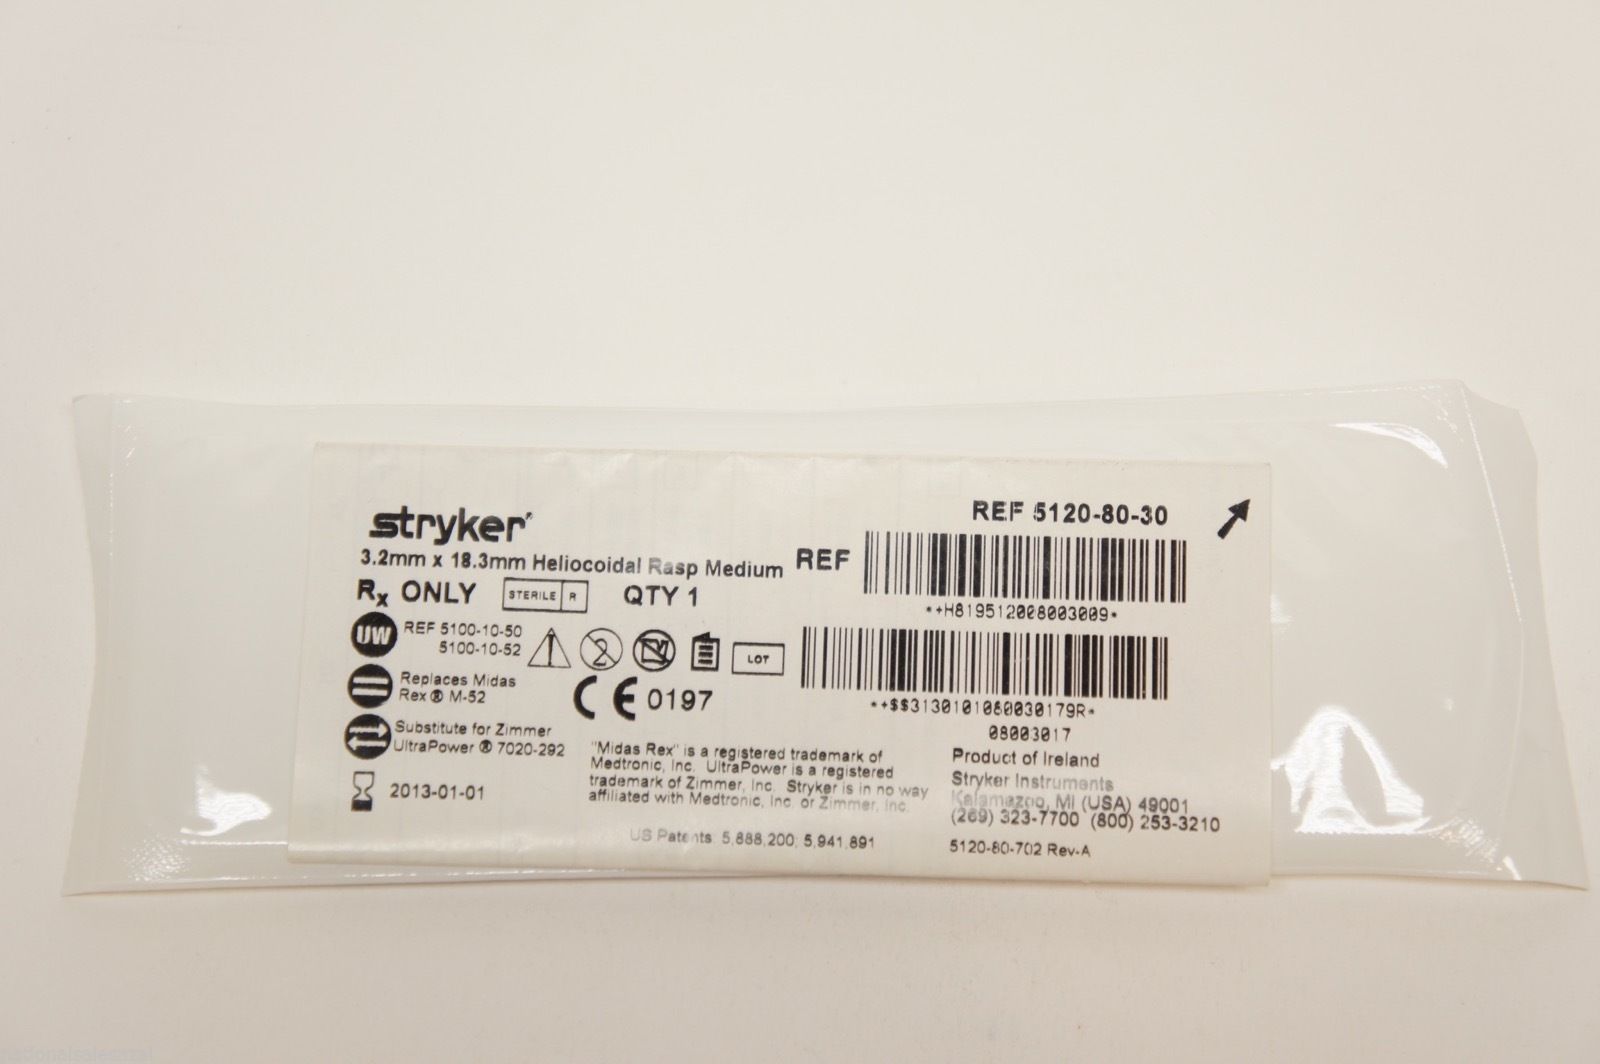 stryker
3.2mm x 18.3mm Heliocoidal Rasp Medium
Rx ONLY
STERILE R
QTY 1
UW
REF 5100-10-50
5100-10-52
2
LOT
Replaces Midas
Rex ® M-52
CE 0197
Substitute for Zimmer
UltraPower ® 7020-292
2013-01-01
"Midas Rex" is a registered trademark of
Medtronic, Inc. UltraPower is a registered
trademark of Zimmer, Inc. Stryker is in no way
affiliated with Medtronic, Inc. or Zimmer, Inc.
US Patents: 5,888,200; 5,941,891
REF 5120-80-30
REF
*+H819512008003009*
*+$$3130101080030179R*
08003017
Product of Ireland
Stryker Instruments
Kalamazoo, MI (USA) 49001
(269) 323-7700 (800) 253-3210
5120-80-702 Rev-A